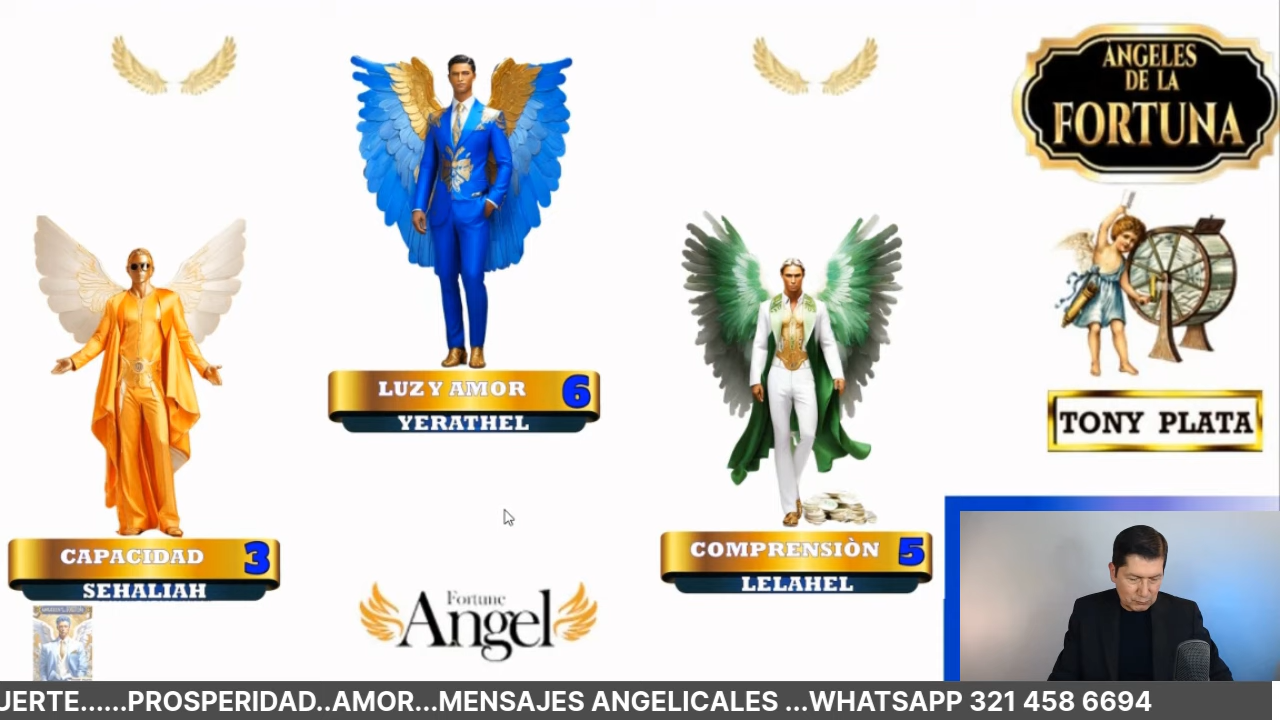 ÀNGELES
DE LA
FORTUNA
LUZ Y AMOR 6
YERATHEL
TONY PLATA
CAPACIDAD 3
SEHALIAH
COMPRENSIÒN 5
LELAHEL
Fortune
Angel
UERTE......PROSPERIDAD..AMOR...MENSAJES ANGELICALES ...WHATSAPP 321 458 6694